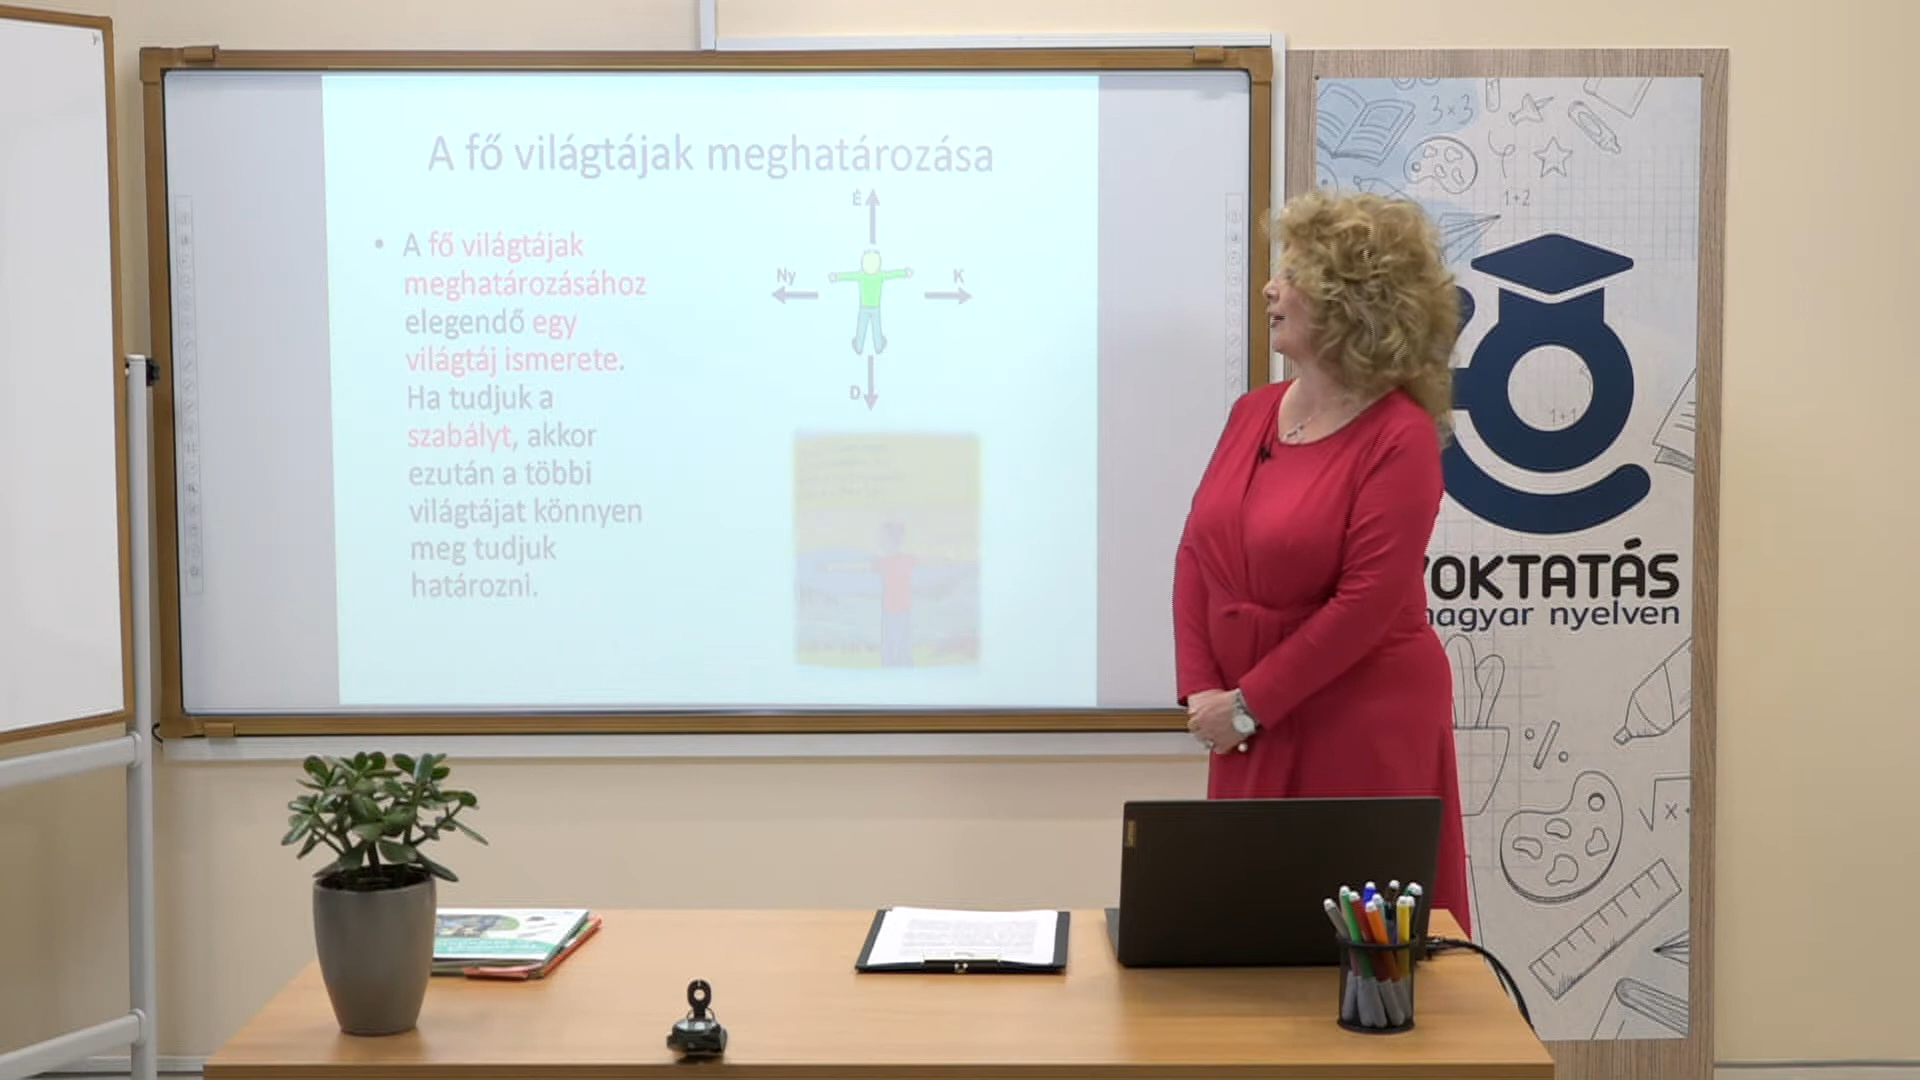 A fő világtájak meghatározása
• A fő világtájak
meghatározásához
elegendő egy
világtáj ismerete.
Ha tudjuk a
szabályt, akkor
ezután a többi
világtájat könnyen
meg tudjuk
határozni.
É
Ny
K
D
3×3
1+2
1+1
OKTATÁS
magyar nyelven
%
√x
Lenovo